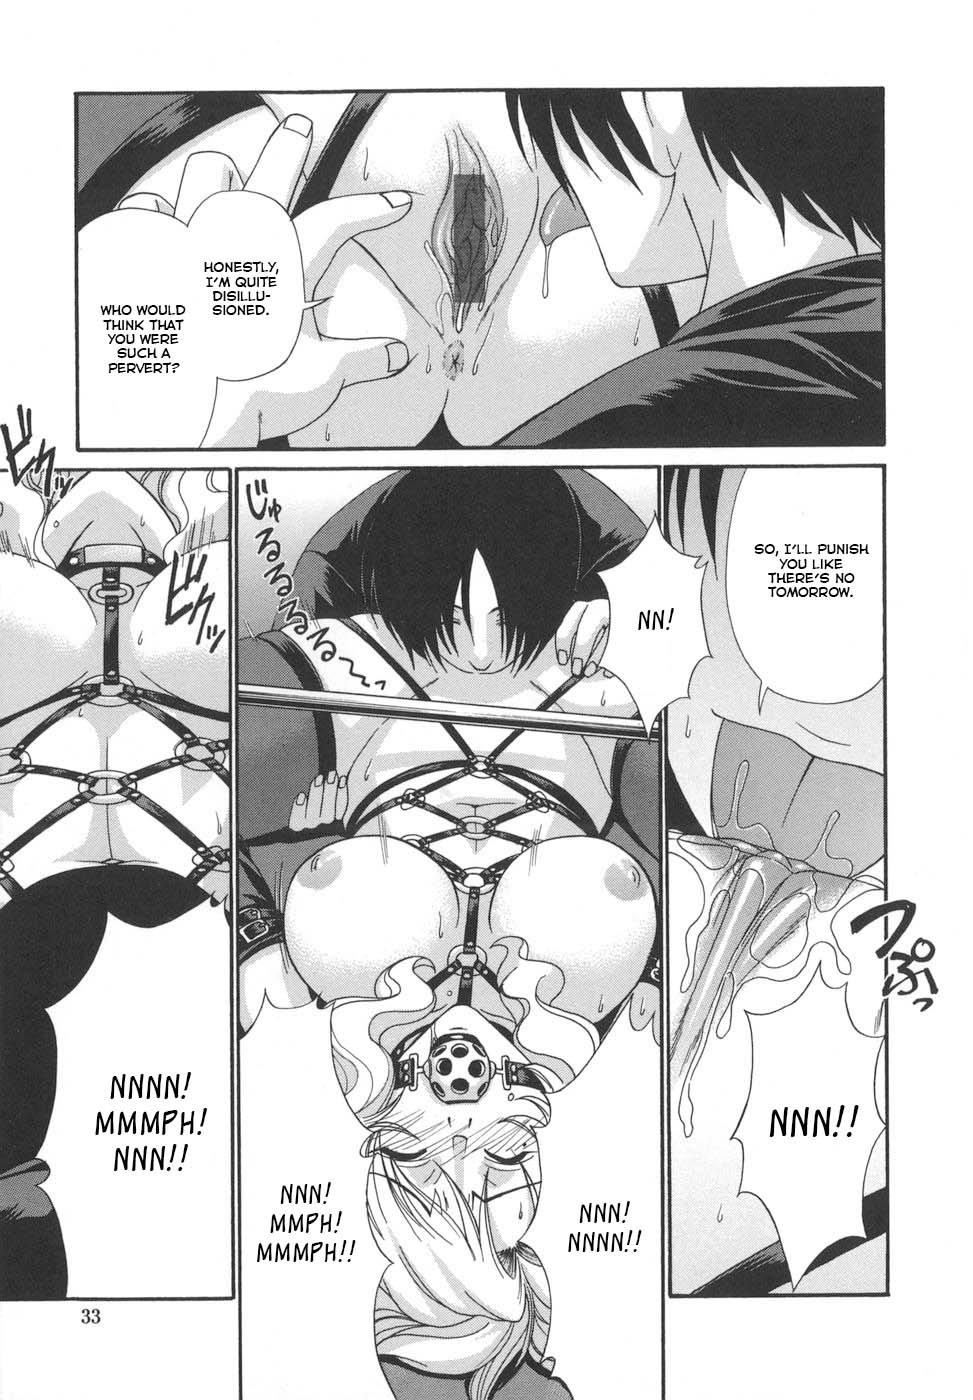 HONESTLY,
I'M QUITE
DISILLU-
SIONED.
WHO WOULD
THINK THAT
YOU WERE
SUCH A
PERVERT?
SO, I'LL PUNISH
YOU LIKE
THERE'S NO
TOMORROW.
つぷっ
NNN!!
NN!
じゅるるるるる〜〜
NNN!
NNNN!!
NNN!
MMPH!
MMMPH!!
ビクッ
ビクッ
NNNN!
MMMPH!
NNN!!
33